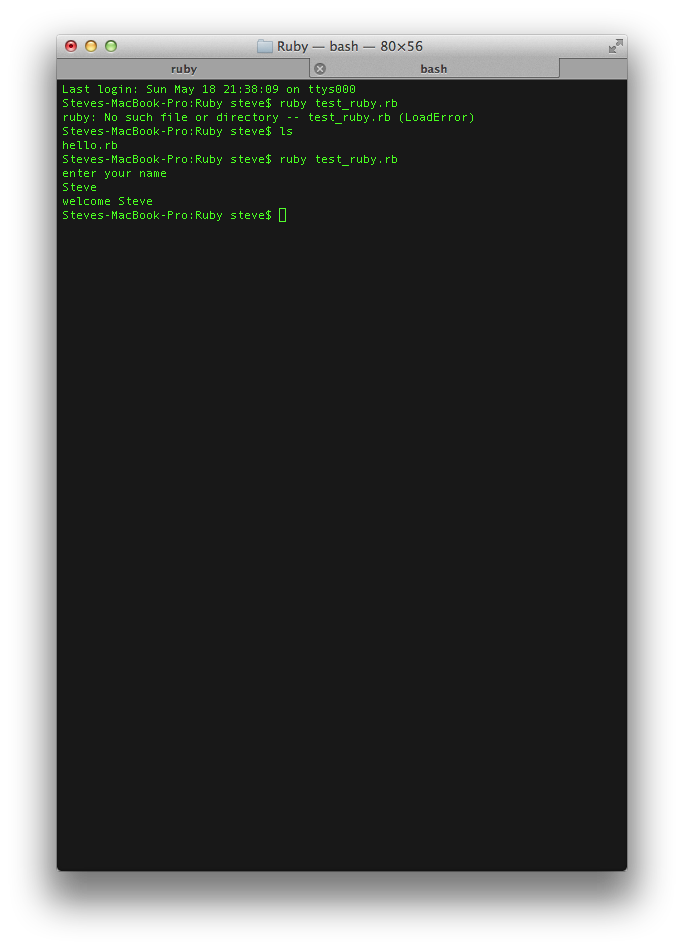 Ruby — bash — 80×56
ruby
bash
Last login: Sun May 18 21:38:09 on ttys000
Steves-MacBook-Pro:Ruby steve$ ruby test_ruby.rb
ruby: No such file or directory -- test_ruby.rb (LoadError)
Steves-MacBook-Pro:Ruby steve$ ls
hello.rb
Steves-MacBook-Pro:Ruby steve$ ruby test_ruby.rb
enter your name
Steve
welcome Steve
Steves-MacBook-Pro:Ruby steve$